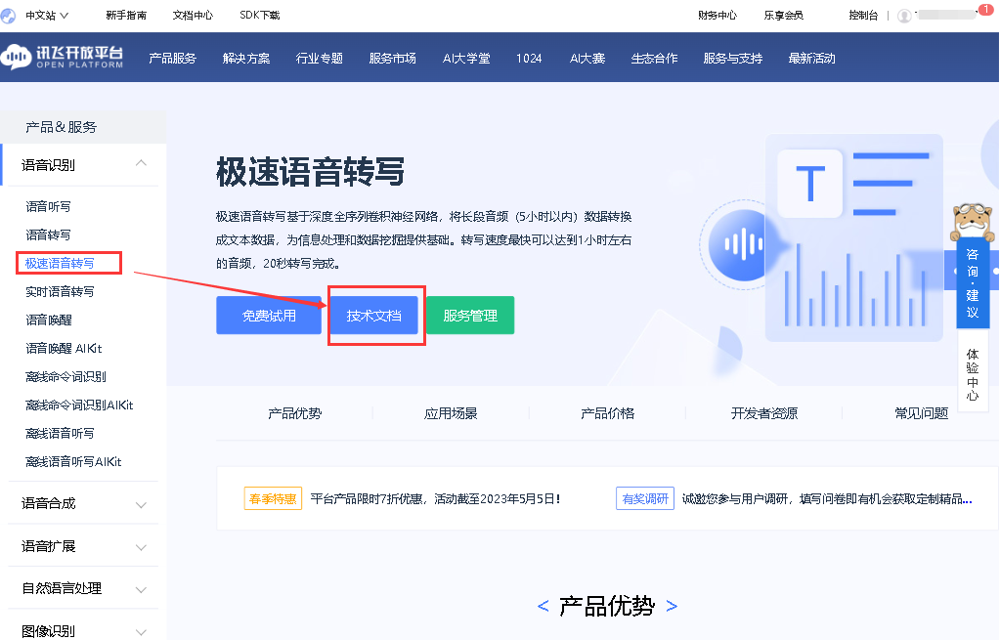 中文站
新手指南
文档中心
SDK下载
财务中心
乐享会员
控制台
1
讯飞开放平台
OPEN PLATFORM
产品服务
解决方案
行业专题
服务市场
AI大学堂
1024
AI大赛
生态合作
服务与支持
最新活动
产品&服务
语音识别
语音听写
语音转写
极速语音转写
实时语音转写
语音唤醒
语音唤醒 AIKit
离线命令词识别
离线命令词识别AIKit
离线语音听写
离线语音听写AIKit
语音合成
语音扩展
自然语言处理
图像识别
极速语音转写
极速语音转写基于深度全序列卷积神经网络，将长段音频（5小时以内）数据转换
成文本数据，为信息处理和数据挖掘提供基础。转写速度最快可以达到1小时左右
的音频，20秒转写完成。
免费试用
技术文档
服务管理
T
咨询·建议
体验中心
产品优势
应用场景
产品价格
开发者资源
常见问题
春季特惠
平台产品限时7折优惠，活动截至2023年5月5日！
有奖调研
诚邀您参与用户调研，填写问卷即有机会获取定制精品...
< 产品优势 >